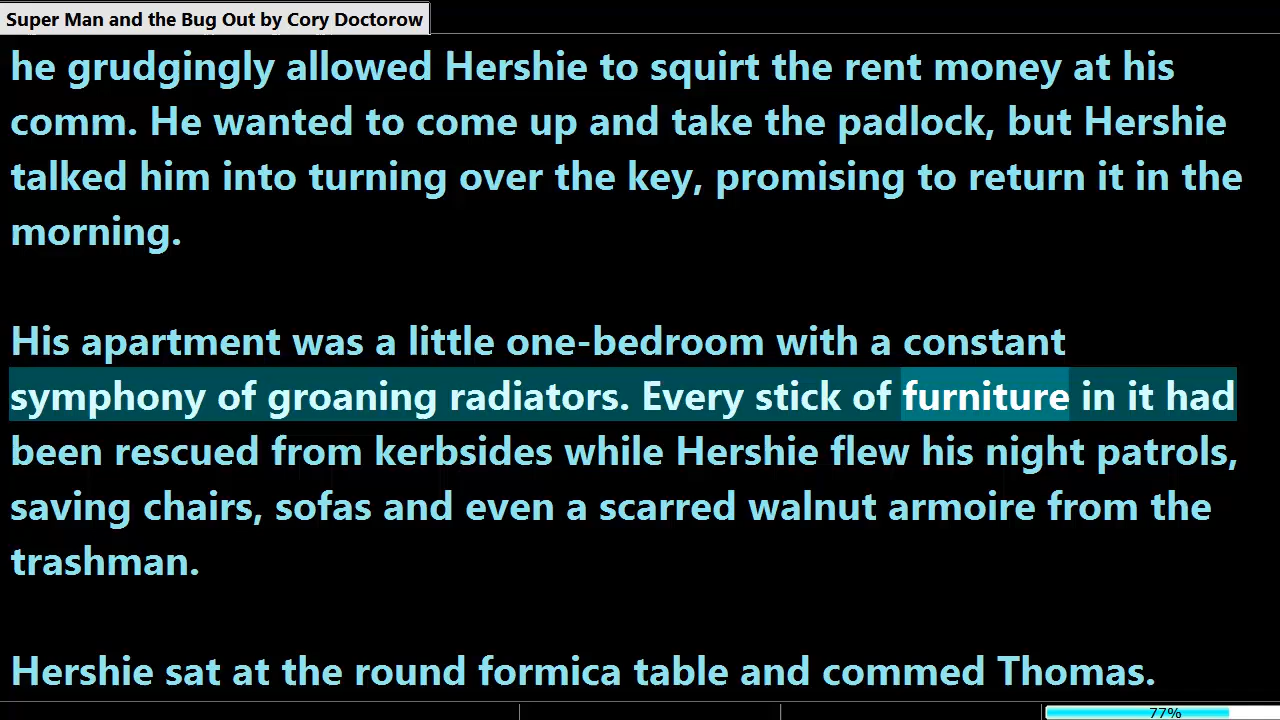 Super Man and the Bug Out by Cory Doctorow
he grudgingly allowed Hershie to squirt the rent money at his
comm. He wanted to come up and take the padlock, but Hershie
talked him into turning over the key, promising to return it in the
morning.
His apartment was a little one-bedroom with a constant
symphony of groaning radiators. Every stick of furniture in it had
been rescued from kerbsides while Hershie flew his night patrols,
saving chairs, sofas and even a scarred walnut armoire from the
trashman.
Hershie sat at the round formica table and commed Thomas.
77%